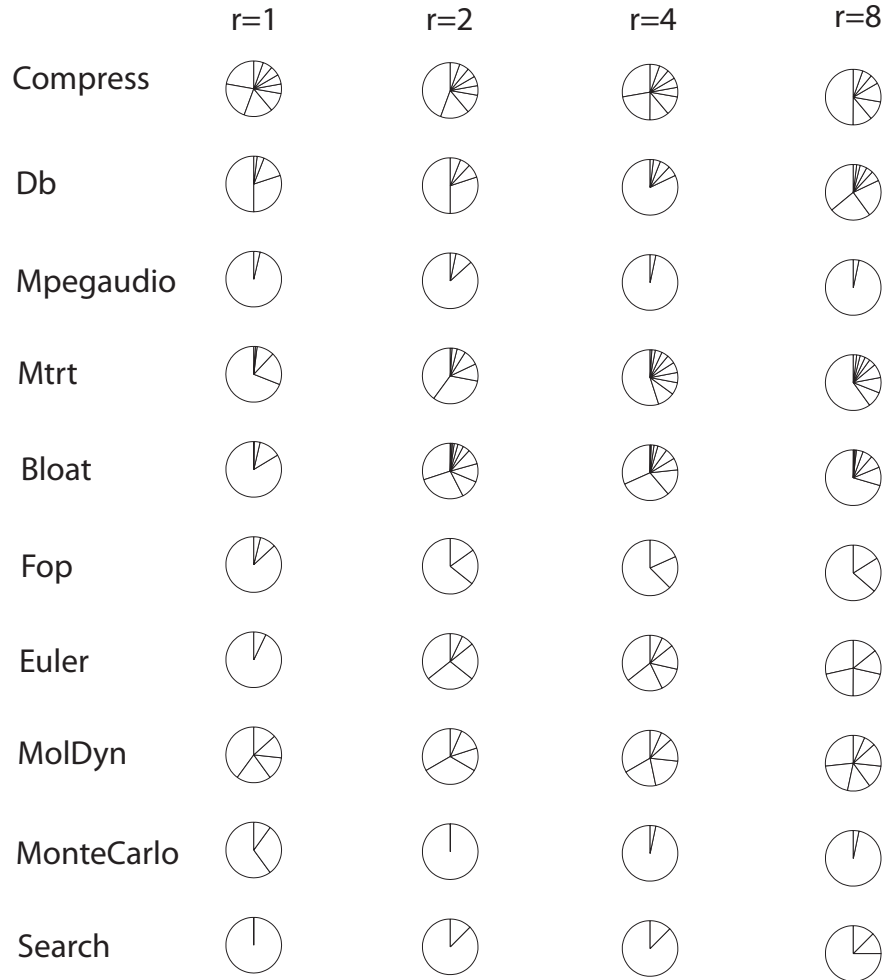 r=1 r=2 r=4 r=8
Compress
Db
Mpegaudio
Mtrt
Bloat
Fop
Euler
MolDyn
MonteCarlo
Search